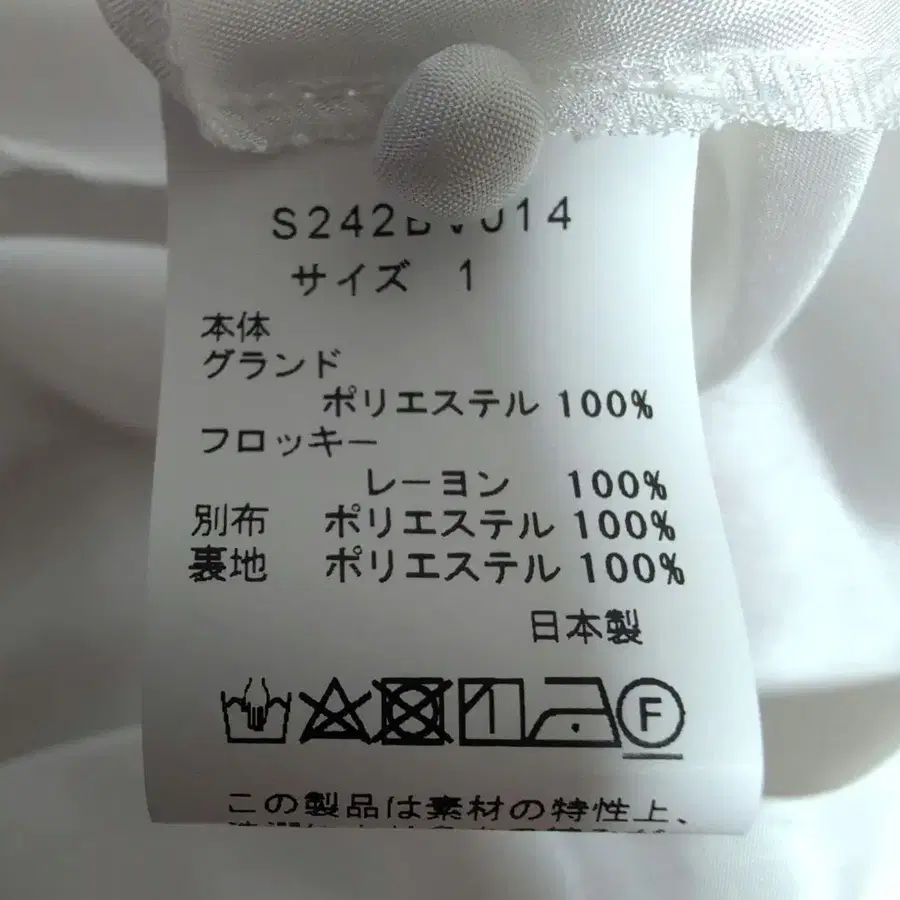 サイズ 1
本体
グランド
ポリエステル 100%
フロッキー
レーヨン 100%
別布 ポリエステル 100%
裏地 ポリエステル 100%
日本製
F
この製品は素材の特性上、